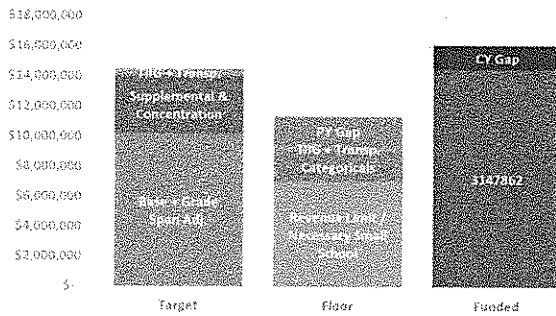 $18,000,000
$16,000,000
$14,000,000
$12,000,000
$10,000,000
$8,000,000
$6,000,000
$4,000,000
$2,000,000
$-
TIIG + Transp
Supplemental &
Concentration
Base + Grade
Span Adj
PY Gap
TIIG + Transp
Categoricals
Revenue Limit /
Necessary Small
School
CY Gap
3147862
Target
Floor
Funded